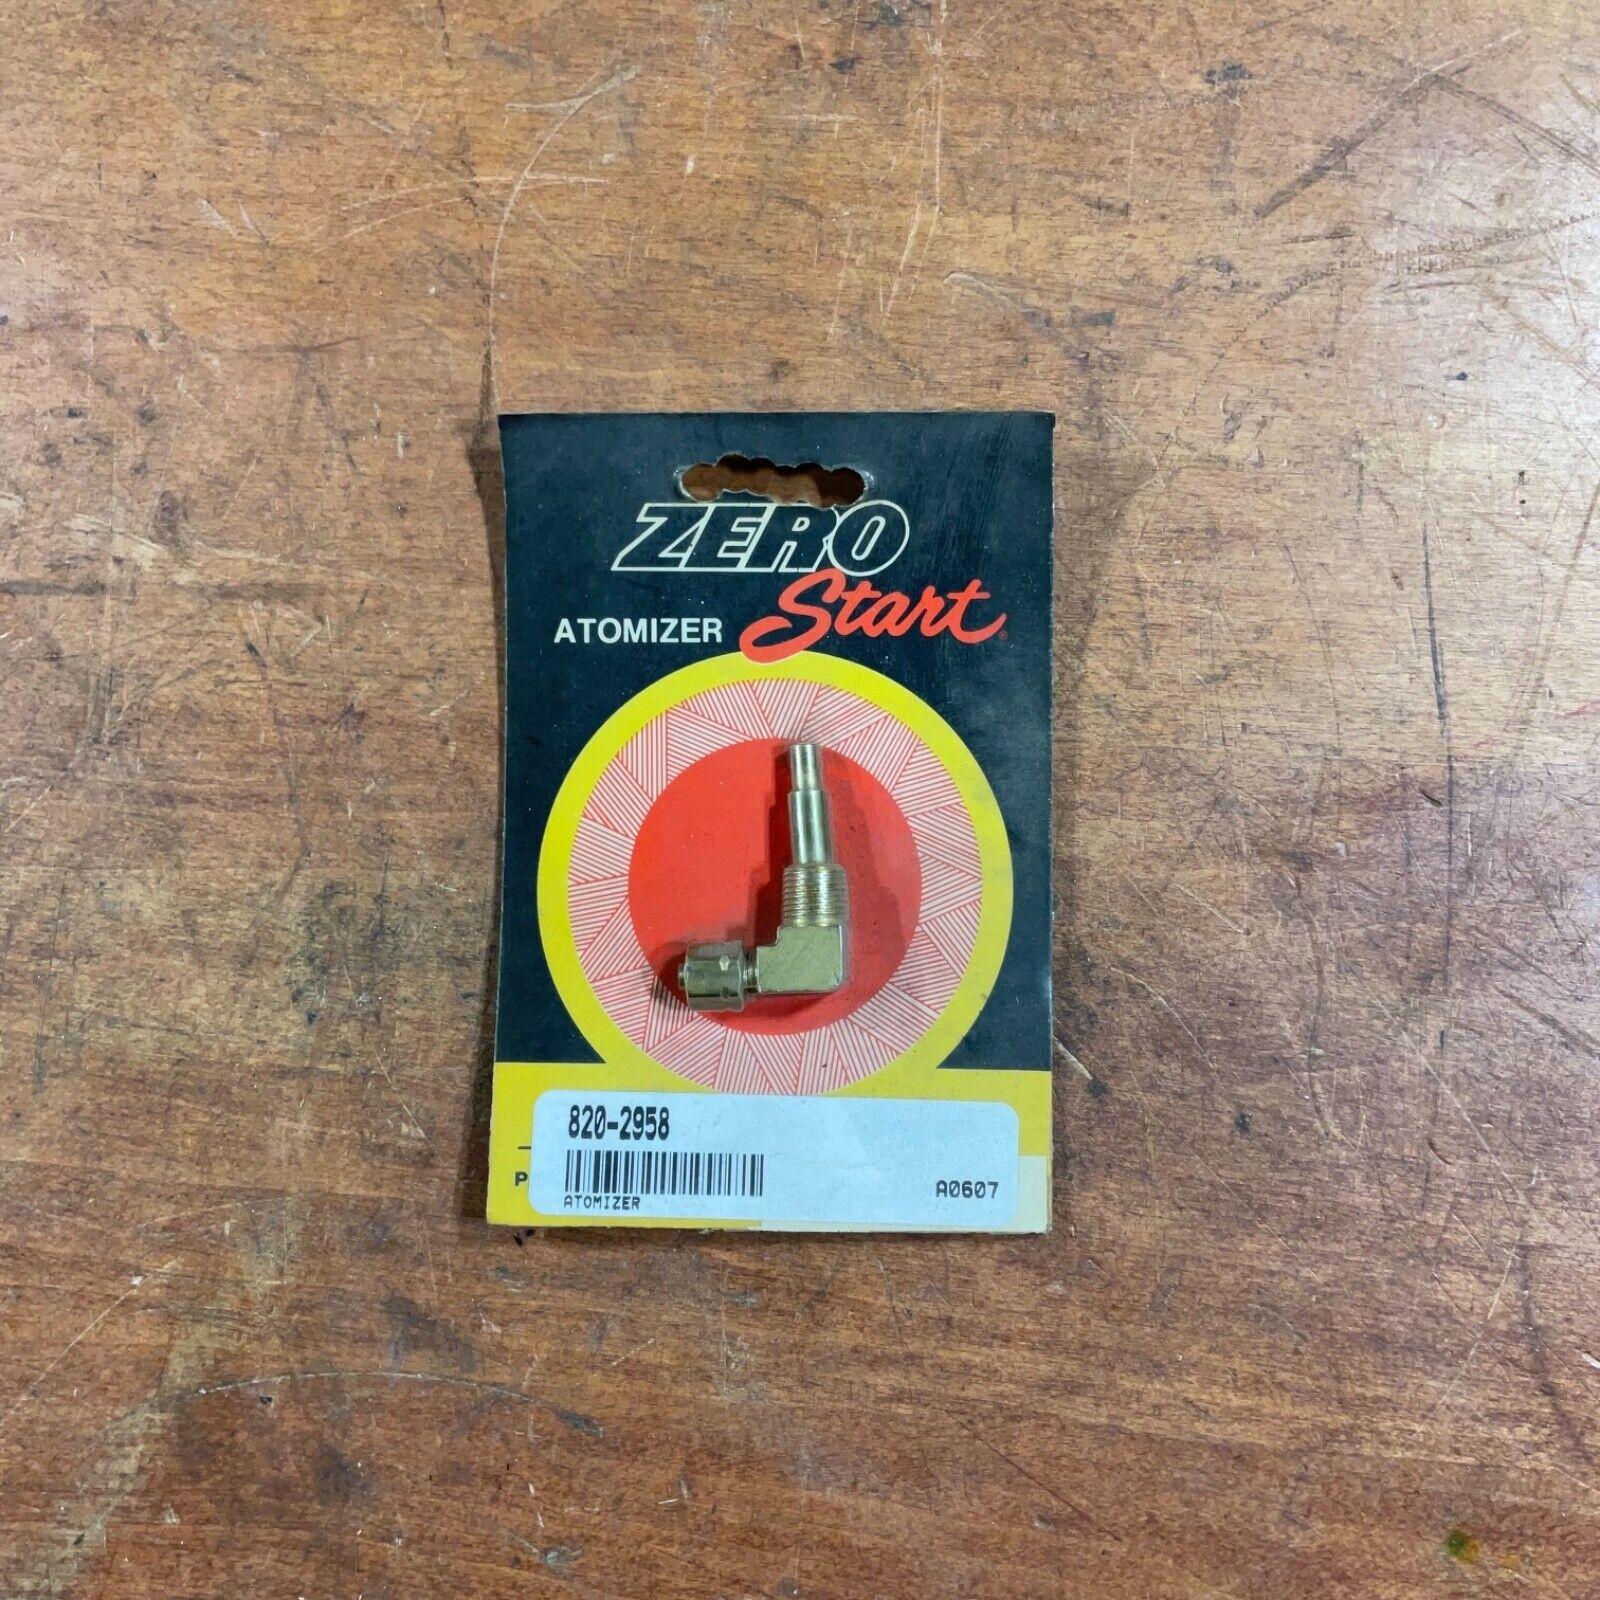 ZERO
ATOMIZER Start®
820-2958
P
ATOMIZER A0607